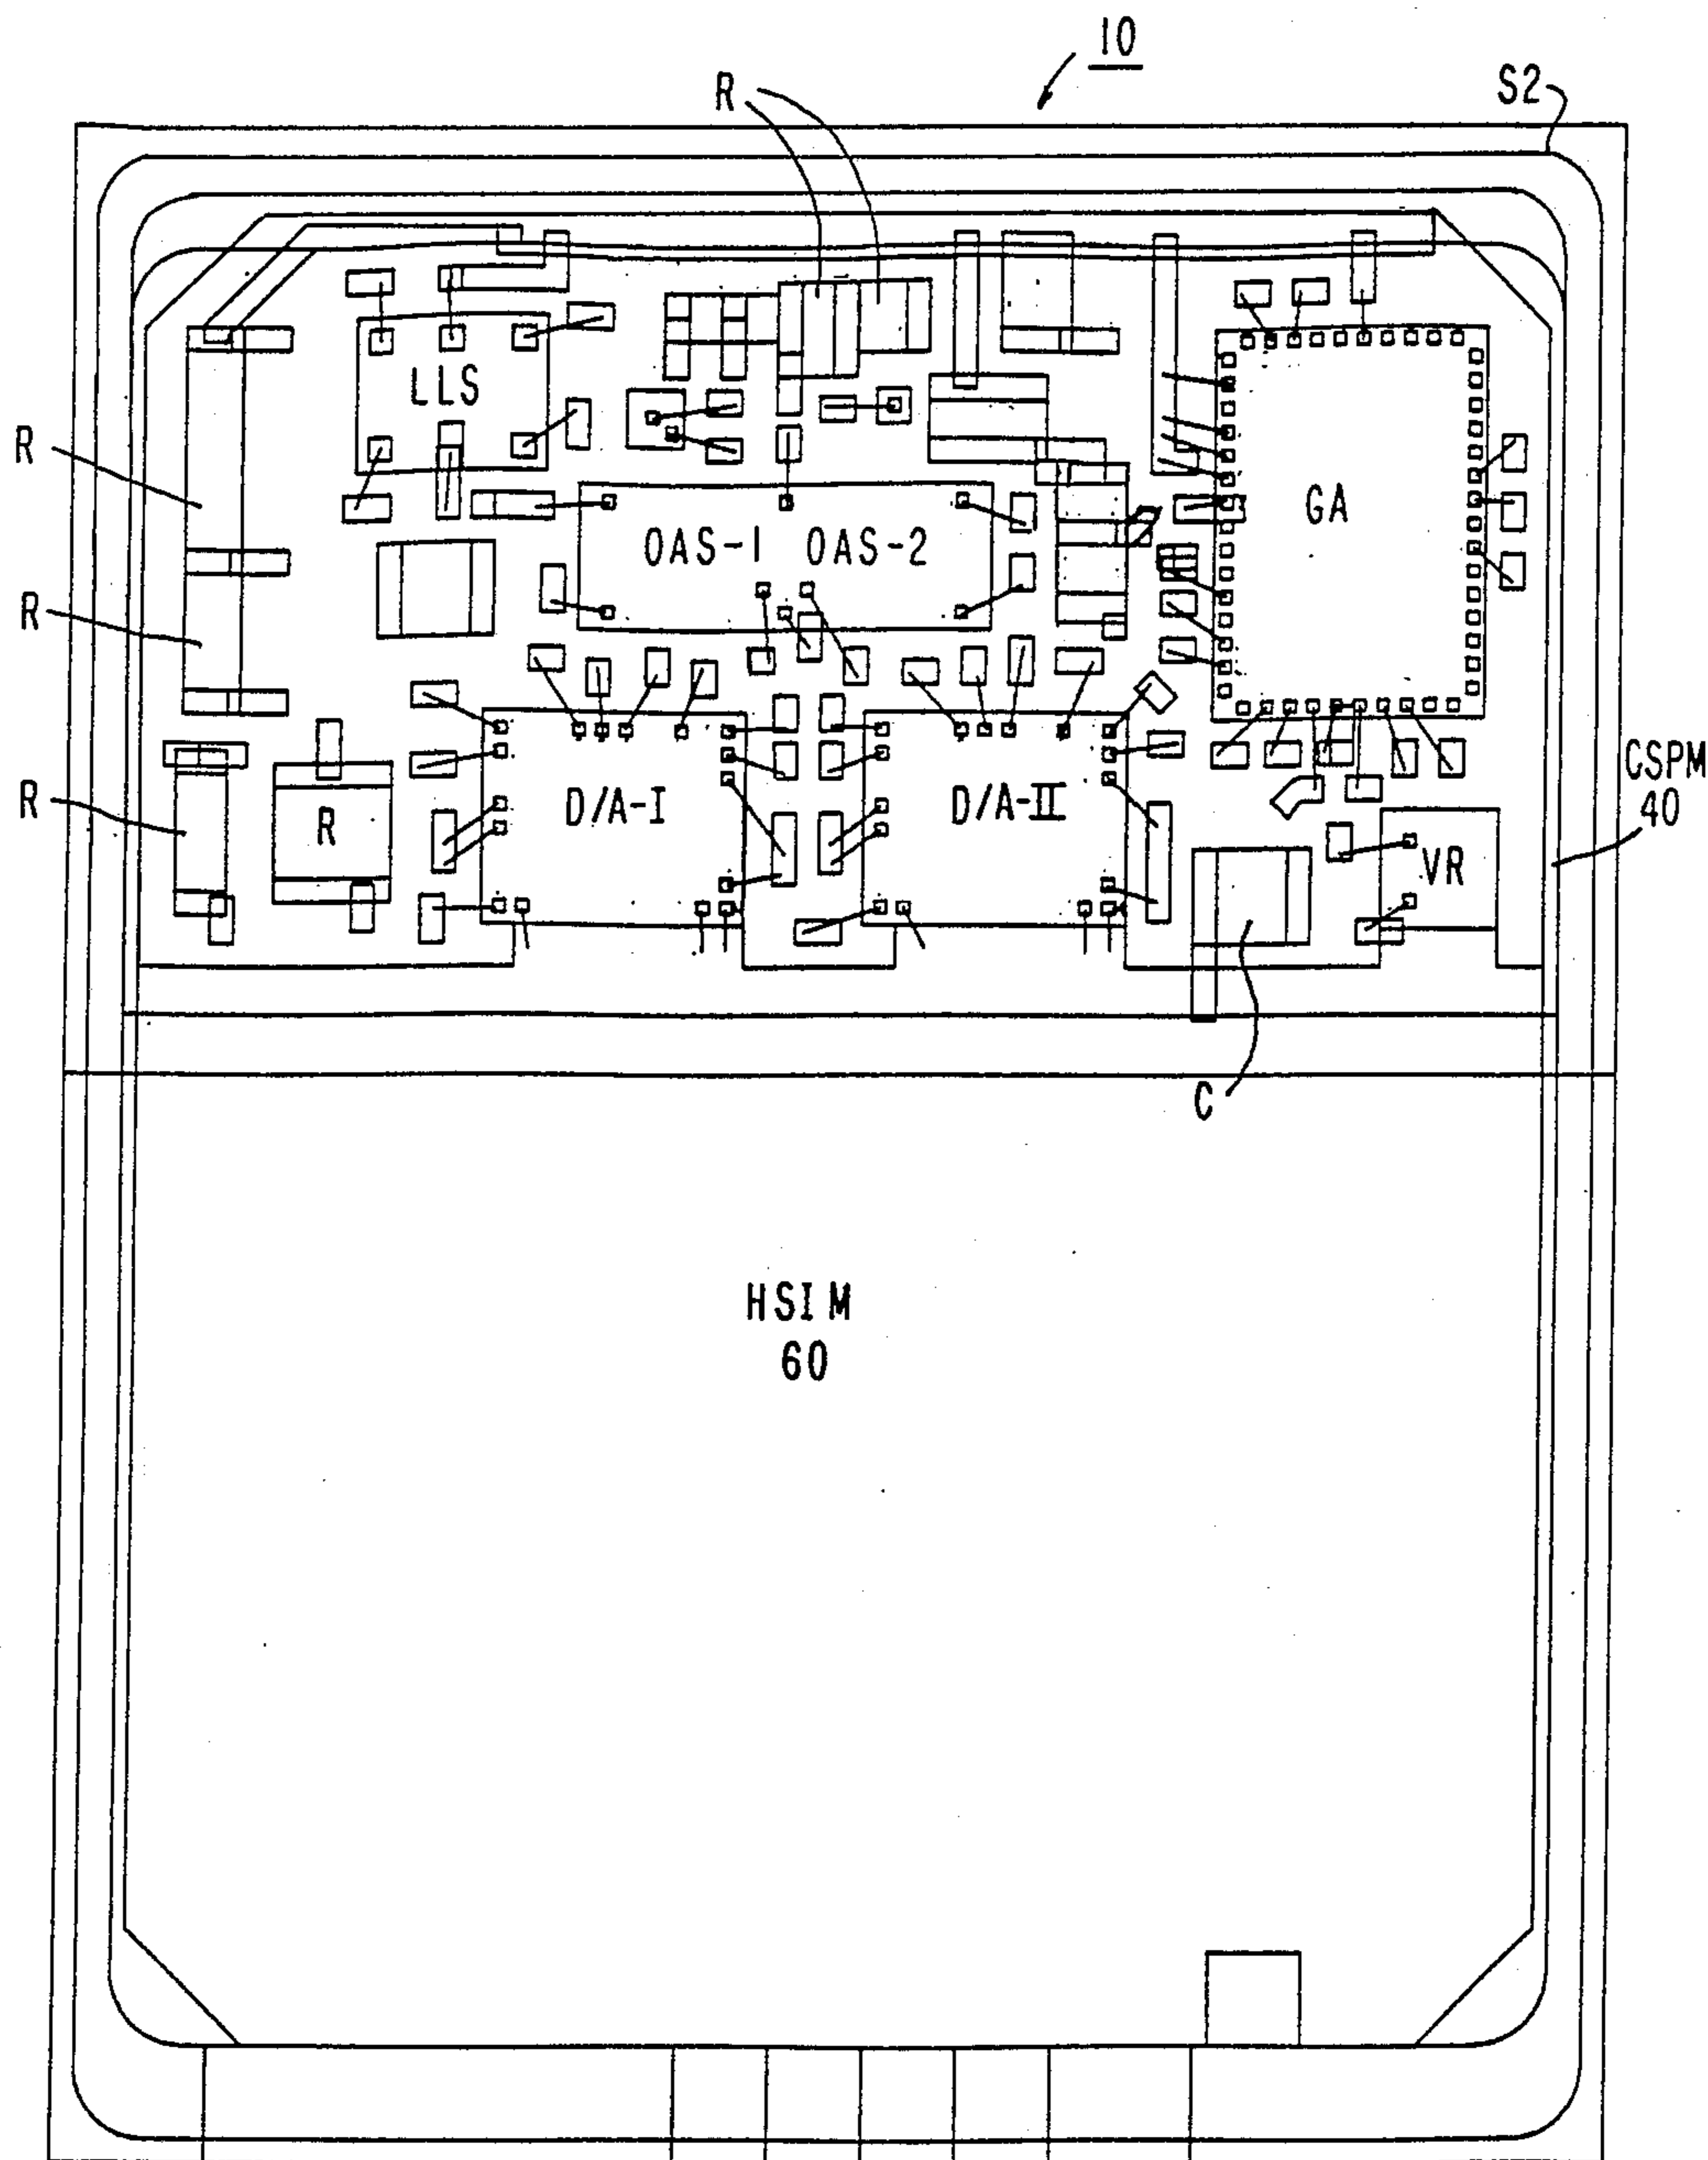 10
S2
R
LLS
R
GA
OAS-1 OAS-2
R
CSPM
40
R
R
D/A-I
D/A-II
VR
C
HSIM
60